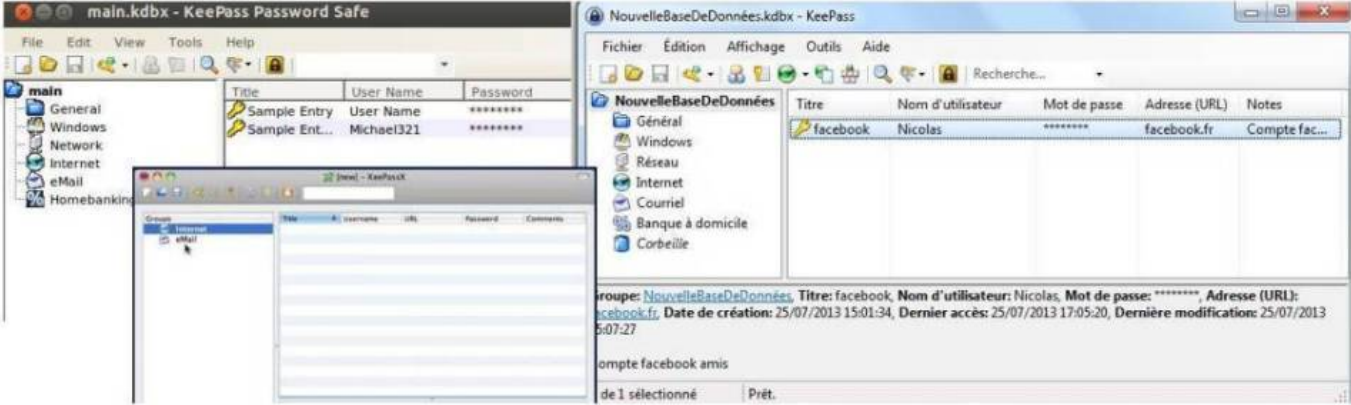 main.kdbx - KeePass Password Safe
File Edit View Tools Help
main
General
Windows
Network
Internet
eMail
Homebanking
Title User Name Password
Sample Entry User Name ********
Sample Ent... Michael321 ********
[new] - KeePassX
Groups
Internet
eMail
Title Username URL Password Comments
NouvelleBaseDeDonnées.kdbx - KeePass
Fichier Édition Affichage Outils Aide
Recherche...
NouvelleBaseDeDonnées
Général
Windows
Réseau
Internet
Courriel
Banque à domicile
Corbeille
Titre Nom d'utilisateur Mot de passe Adresse (URL) Notes
facebook Nicolas ******** facebook.fr Compte fac...
roupe: NouvelleBaseDeDonnées, Titre: facebook, Nom d'utilisateur: Nicolas, Mot de passe: ********, Adresse (URL):
acebook.fr, Date de création: 25/07/2013 15:01:34, Dernier accès: 25/07/2013 17:05:20, Dernière modification: 25/07/2013
5:07:27
ompte facebook amis
de 1 sélectionné Prêt.